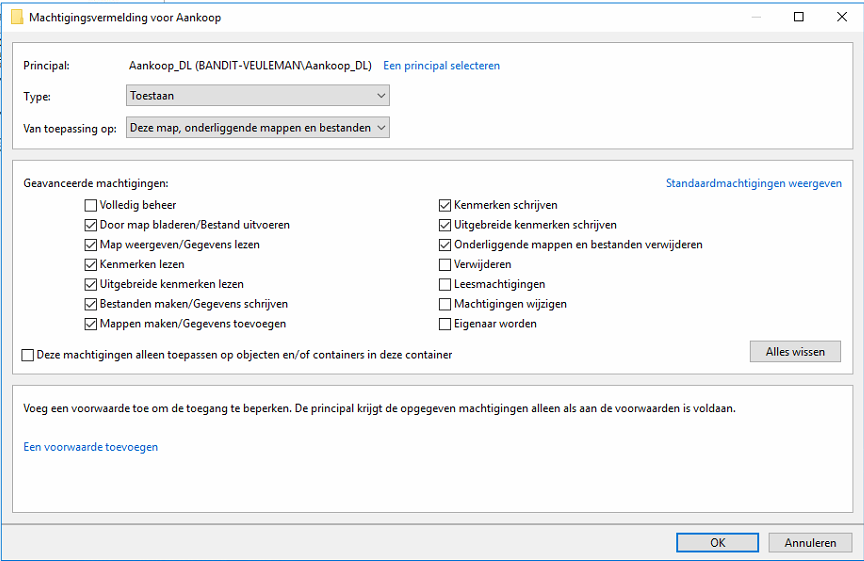 Machtigingsvermelding voor Aankoop
Principal: Aankoop_DL (BANDIT-VEULEMAN\Aankoop_DL) Een principal selecteren
Type: Toestaan
Van toepassing op: Deze map, onderliggende mappen en bestanden
Geavanceerde machtigingen: Standaardmachtigingen weergeven
Volledig beheer
Door map bladeren/Bestand uitvoeren
Map weergeven/Gegevens lezen
Kenmerken lezen
Uitgebreide kenmerken lezen
Bestanden maken/Gegevens schrijven
Mappen maken/Gegevens toevoegen
Kenmerken schrijven
Uitgebreide kenmerken schrijven
Onderliggende mappen en bestanden verwijderen
Verwijderen
Leesmachtigingen
Machtigingen wijzigen
Eigenaar worden
Deze machtigingen alleen toepassen op objecten en/of containers in deze container
Alles wissen
Voeg een voorwaarde toe om de toegang te beperken. De principal krijgt de opgegeven machtigingen alleen als aan de voorwaarden is voldaan.
Een voorwaarde toevoegen
OK
Annuleren